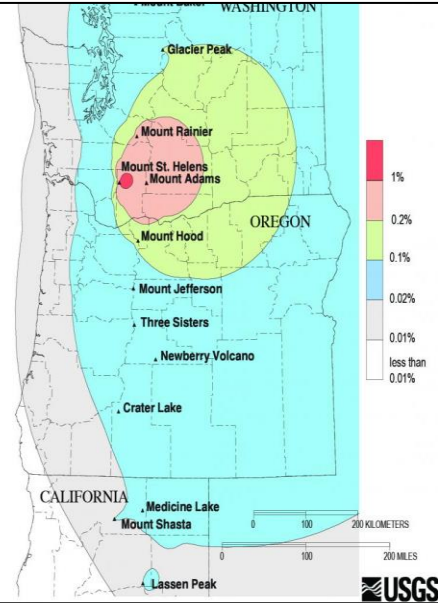 Mount Baker
WASHINGTON
Glacier Peak
Mount Rainier
Mount St. Helens
Mount Adams
1%
0.2%
OREGON
Mount Hood
0.1%
Mount Jefferson
0.02%
Three Sisters
0.01%
Newberry Volcano
less than
0.01%
Crater Lake
CALIFORNIA
Medicine Lake
0 100 200 KILOMETERS
Mount Shasta
0 100 200 MILES
Lassen Peak
USGS